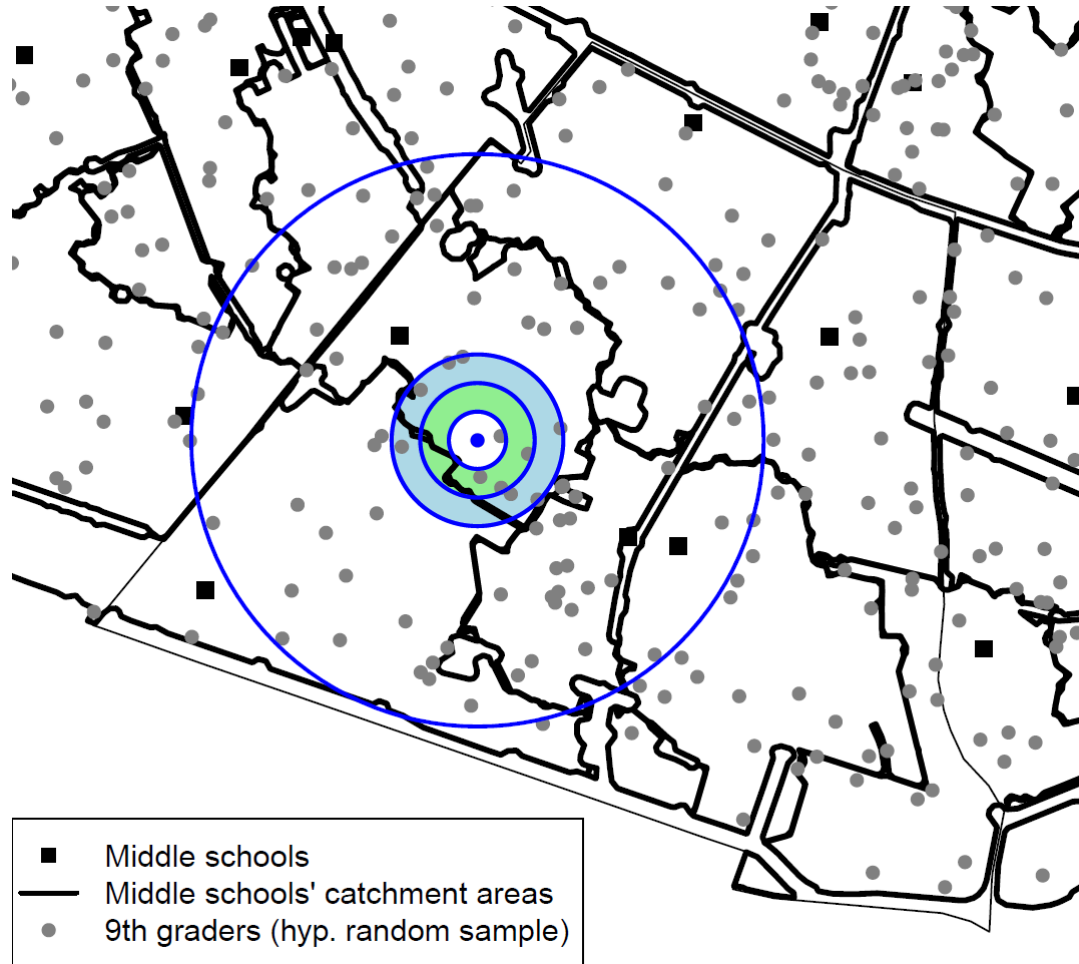 Middle schools
Middle schools' catchment areas
9th graders (hyp. random sample)